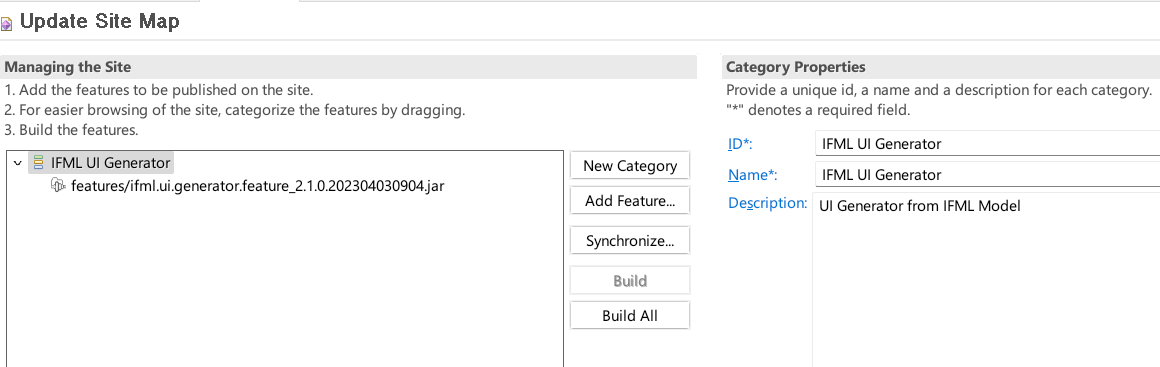 Update Site Map
Managing the Site
1. Add the features to be published on the site.
2. For easier browsing of the site, categorize the features by dragging.
3. Build the features.
IFML UI Generator
features/ifml.ui.generator.feature_2.1.0.202304030904.jar
New Category
Add Feature...
Synchronize...
Build
Build All
Category Properties
Provide a unique id, a name and a description for each category.
"*" denotes a required field.
ID*: IFML UI Generator
Name*: IFML UI Generator
Description: UI Generator from IFML Model